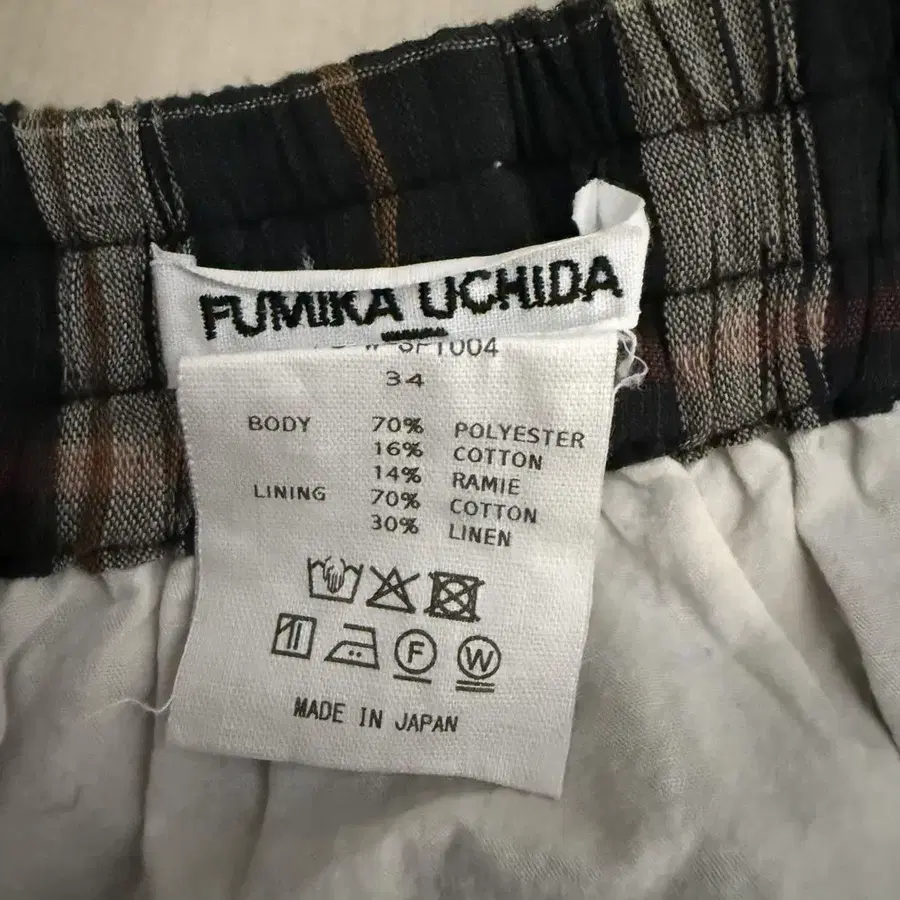 FUMIKA UCHIDA
34
BODY 70% POLYESTER
16% COTTON
14% RAMIE
LINING 70% COTTON
30% LINEN
F W
MADE IN JAPAN